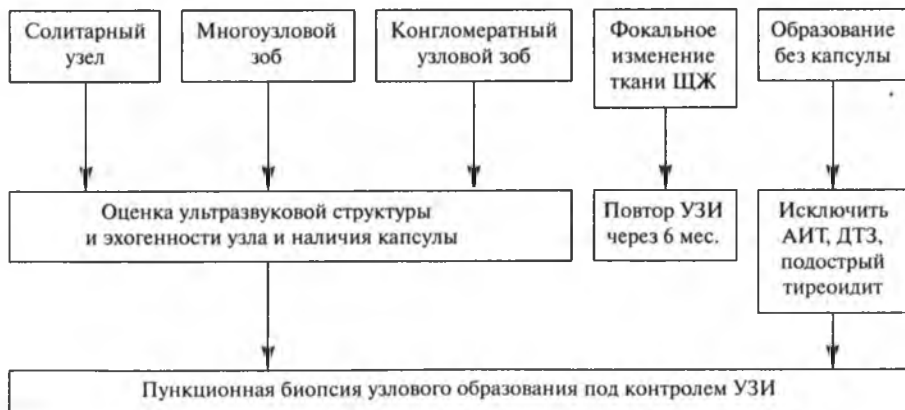 Солитарный
узел
Многоузловой
зоб
Конгломератный
узловой зоб
Фокальное
изменение
ткани ЩЖ
Образование
без капсулы
Оценка ультразвуковой структуры
и эхогенности узла и наличия капсулы
Повтор УЗИ
через 6 мес.
Исключить
АИТ, ДТЗ,
подострый
тиреоидит
Пункционная биопсия узлового образования под контролем УЗИ